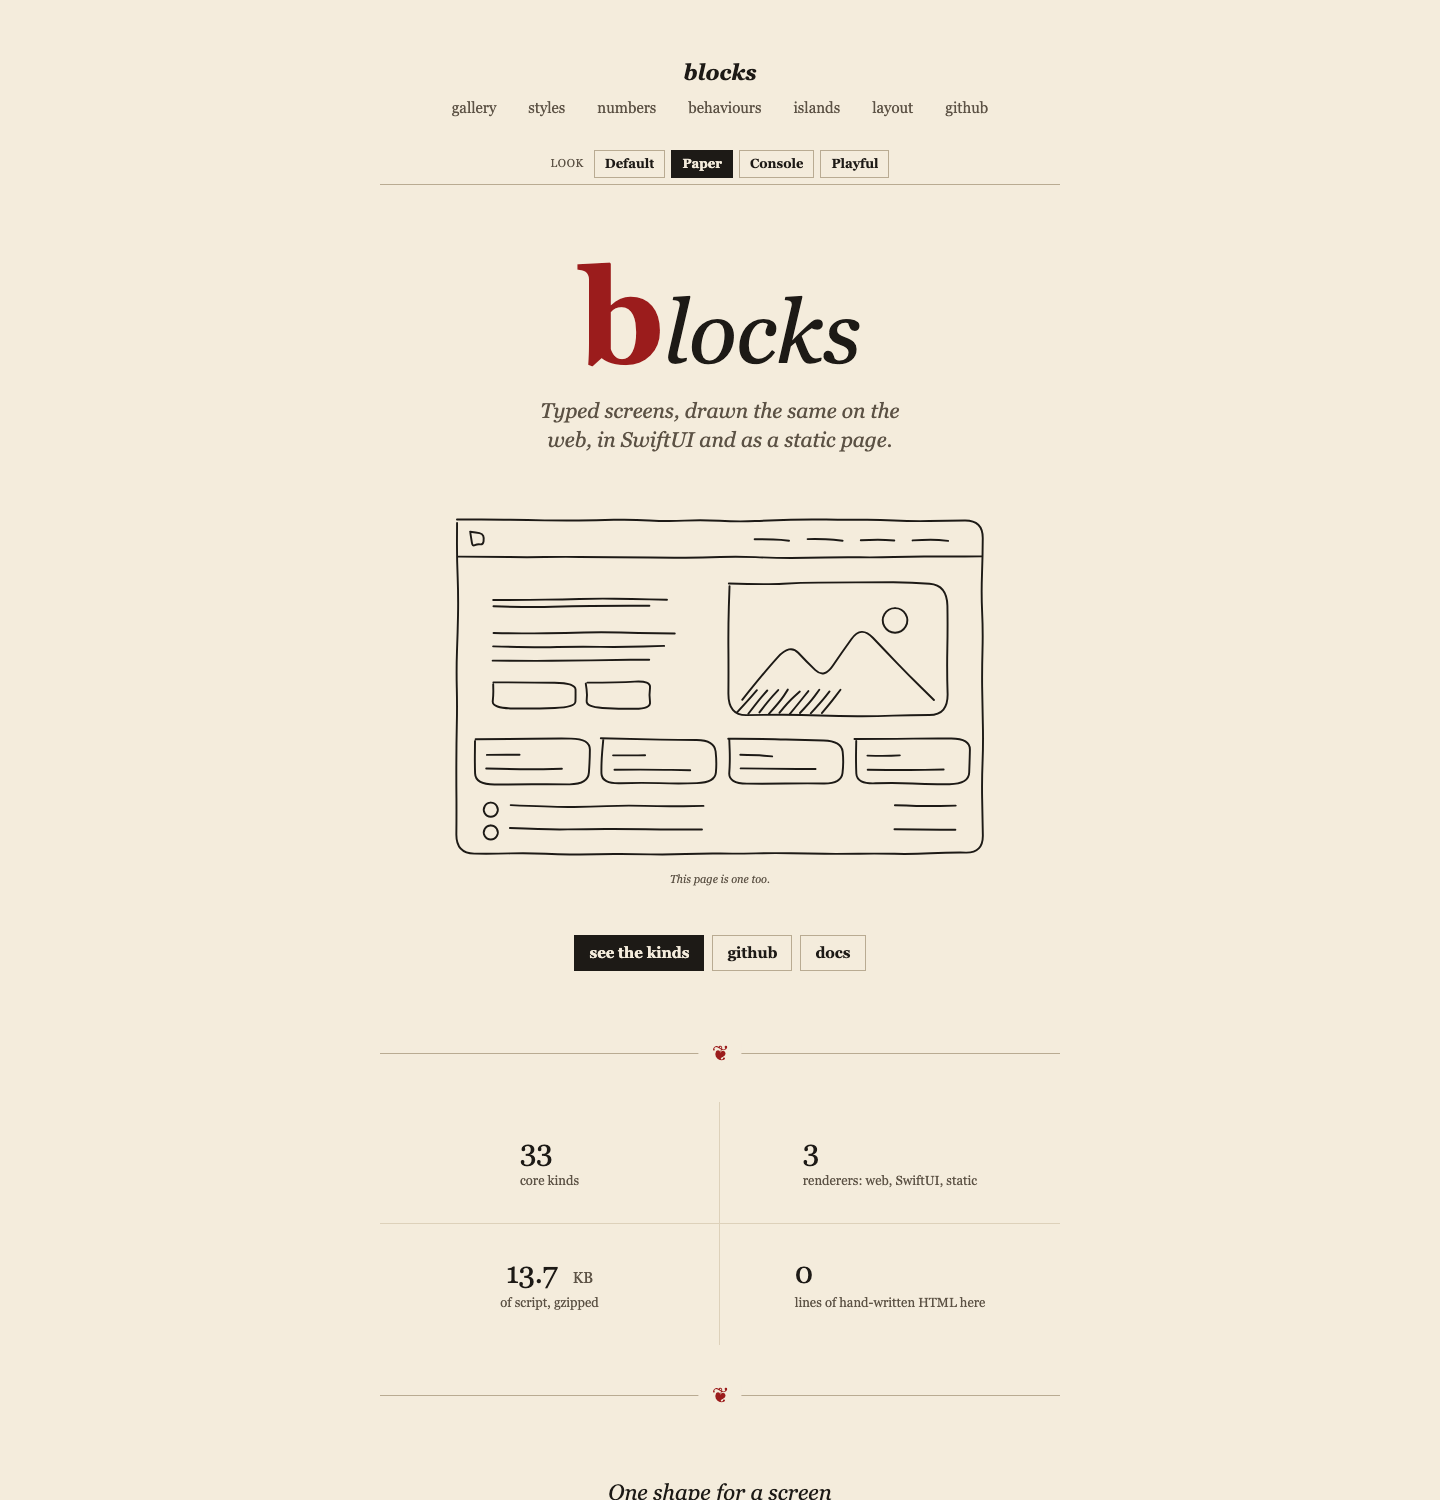 blocks
gallery styles numbers behaviours islands layout github
LOOK Default Paper Console Playful
blocks
Typed screens, drawn the same on the
web, in SwiftUI and as a static page.
This page is one too.
see the kinds github docs
❦
33
core kinds
3
renderers: web, SwiftUI, static
13.7 KB
of script, gzipped
0
lines of hand-written HTML here
❦
One shape for a screen